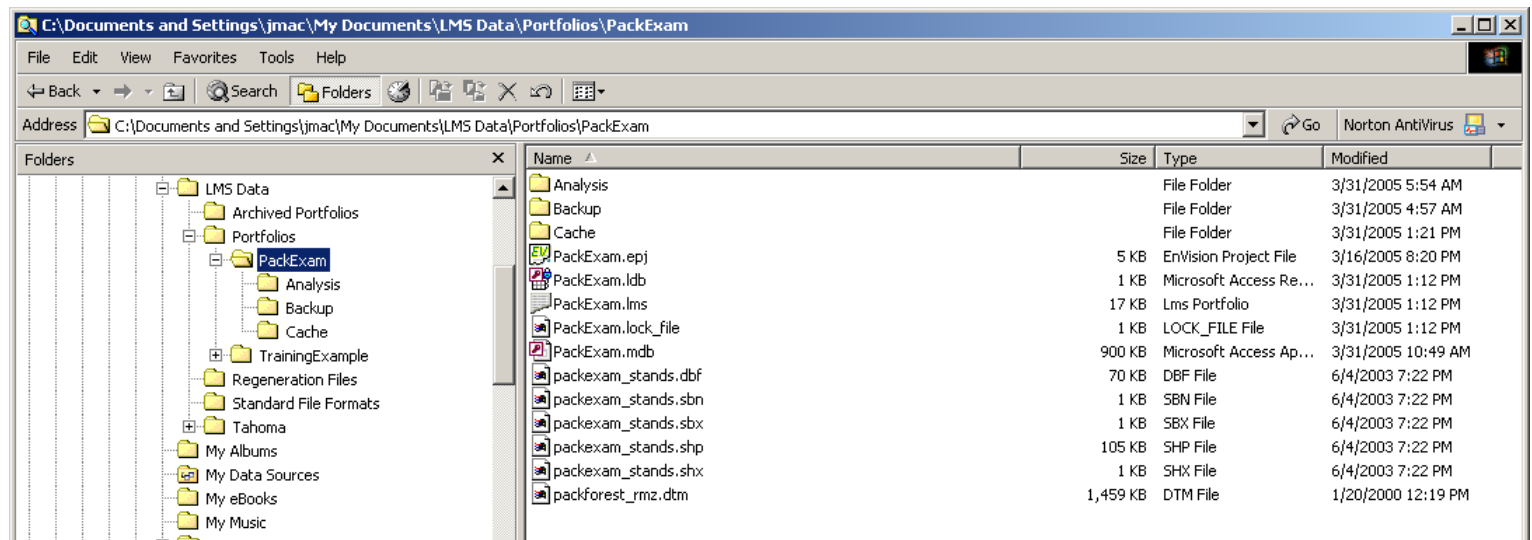 C:\Documents and Settings\jmac\My Documents\LMS Data\Portfolios\PackExam
File Edit View Favorites Tools Help
Back Search Folders
Address C:\Documents and Settings\jmac\My Documents\LMS Data\Portfolios\PackExam Go Norton AntiVirus
Folders
LMS Data
Archived Portfolios
Portfolios
PackExam
Analysis
Backup
Cache
TrainingExample
Regeneration Files
Standard File Formats
Tahoma
My Albums
My Data Sources
My eBooks
My Music
Name Size Type Modified
Analysis File Folder 3/31/2005 5:54 AM
Backup File Folder 3/31/2005 4:57 AM
Cache File Folder 3/31/2005 1:21 PM
PackExam.epj 5 KB EnVision Project File 3/16/2005 8:20 PM
PackExam.ldb 1 KB Microsoft Access Re... 3/31/2005 1:12 PM
PackExam.lms 17 KB Lms Portfolio 3/31/2005 1:12 PM
PackExam.lock_file 1 KB LOCK_FILE File 3/31/2005 1:12 PM
PackExam.mdb 900 KB Microsoft Access Ap... 3/31/2005 10:49 AM
packexam_stands.dbf 70 KB DBF File 6/4/2003 7:22 PM
packexam_stands.sbn 1 KB SBN File 6/4/2003 7:22 PM
packexam_stands.sbx 1 KB SBX File 6/4/2003 7:22 PM
packexam_stands.shp 105 KB SHP File 6/4/2003 7:22 PM
packexam_stands.shx 1 KB SHX File 6/4/2003 7:22 PM
packforest_rmz.dtm 1,459 KB DTM File 1/20/2000 12:19 PM